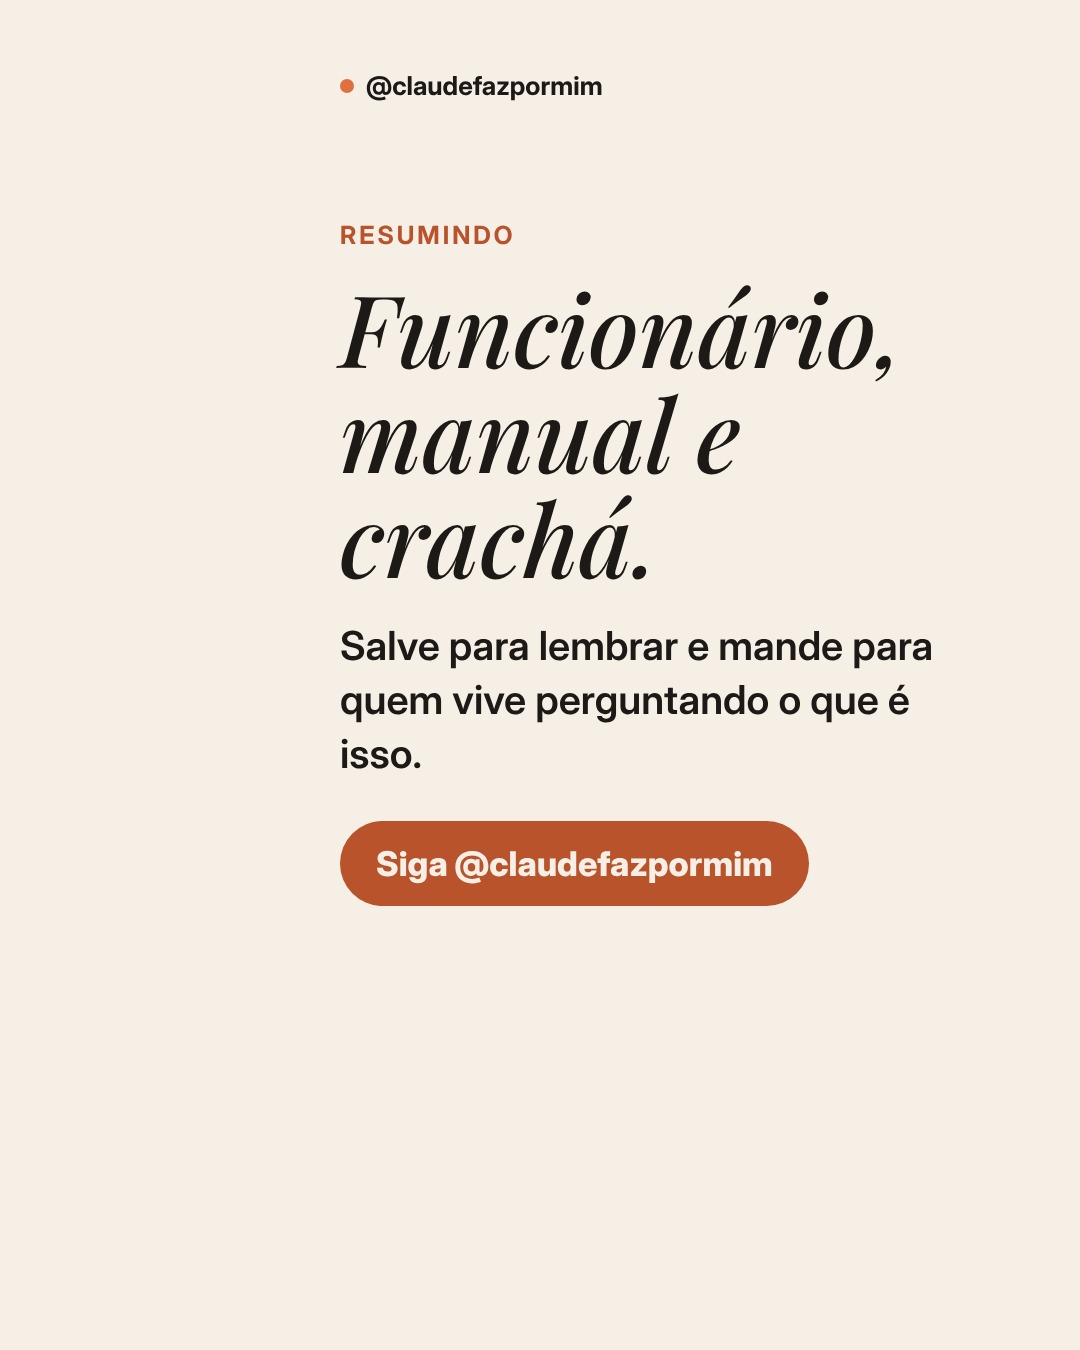 @claudefazpormim
RESUMINDO
Funcionário,
manual e
crachá.
Salve para lembrar e mande para
quem vive perguntando o que é
isso.
Siga @claudefazpormim